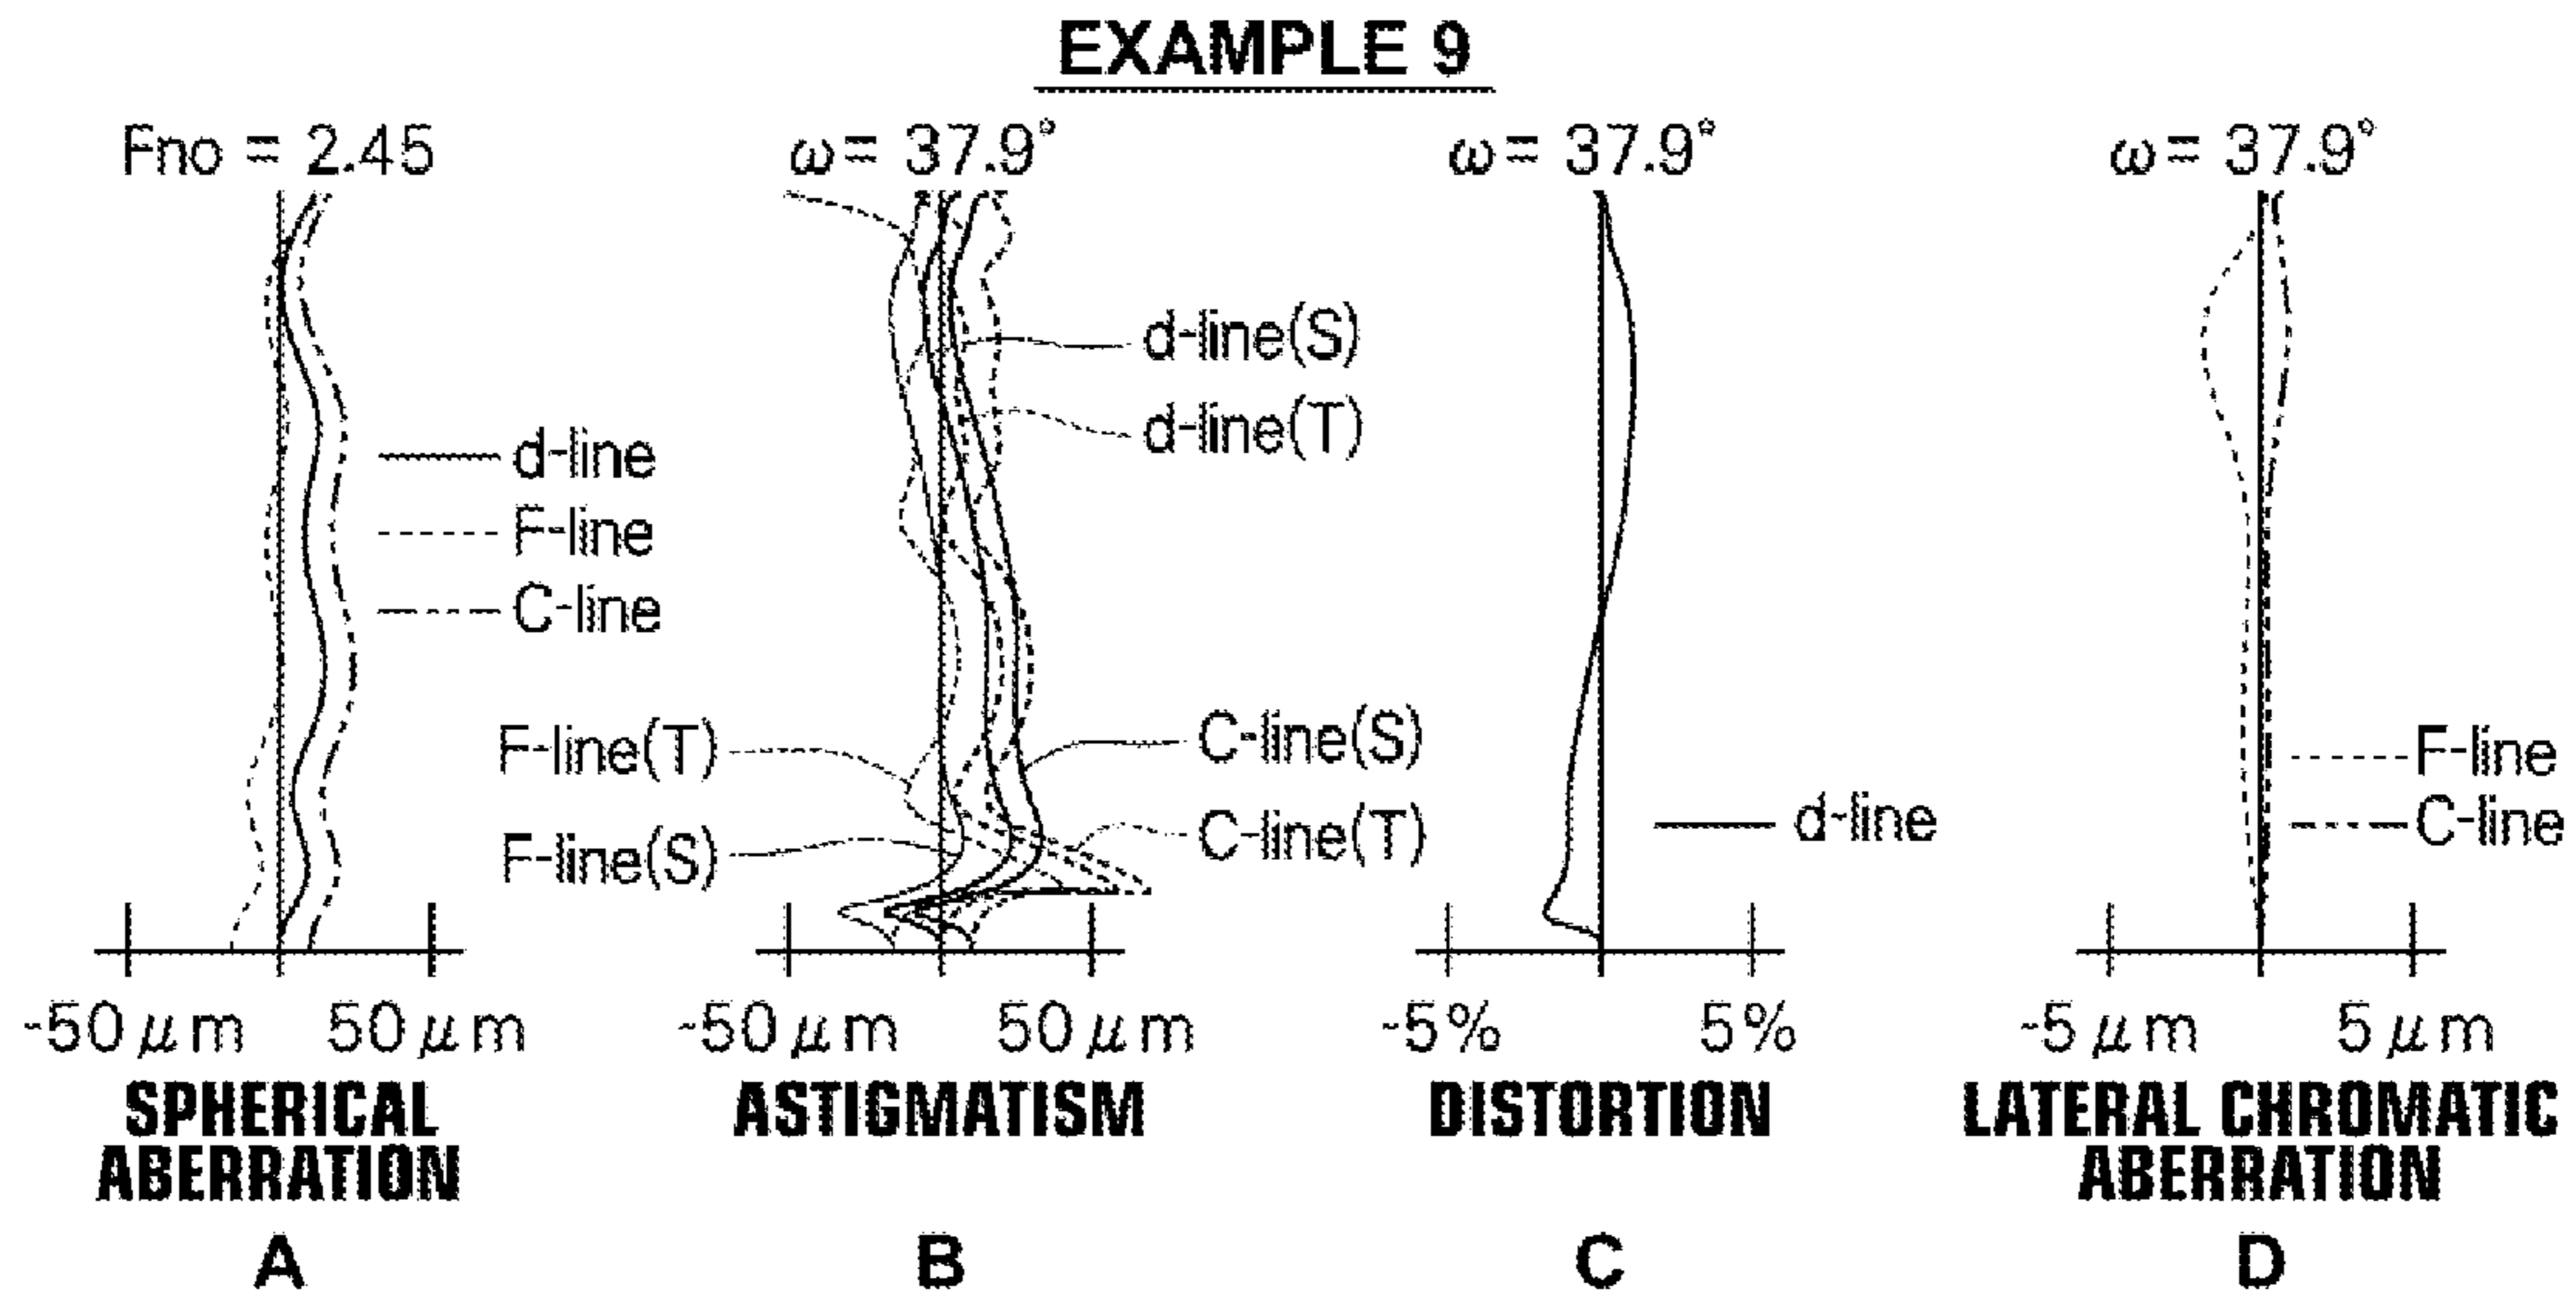 EXAMPLE 9
Fno = 2.45
d-line
F-line
C-line
-50 μm 50 μm
SPHERICAL
ABERRATION
A
ω= 37.9°
d-line(S)
d-line(T)
F-line(T)
C-line(S)
F-line(S)
C-line(T)
-50 μm 50 μm
ASTIGMATISM
B
ω= 37.9°
d-line
-5% 5%
DISTORTION
C
ω= 37.9°
F-line
C-line
-5 μm 5 μm
LATERAL CHROMATIC
ABERRATION
D